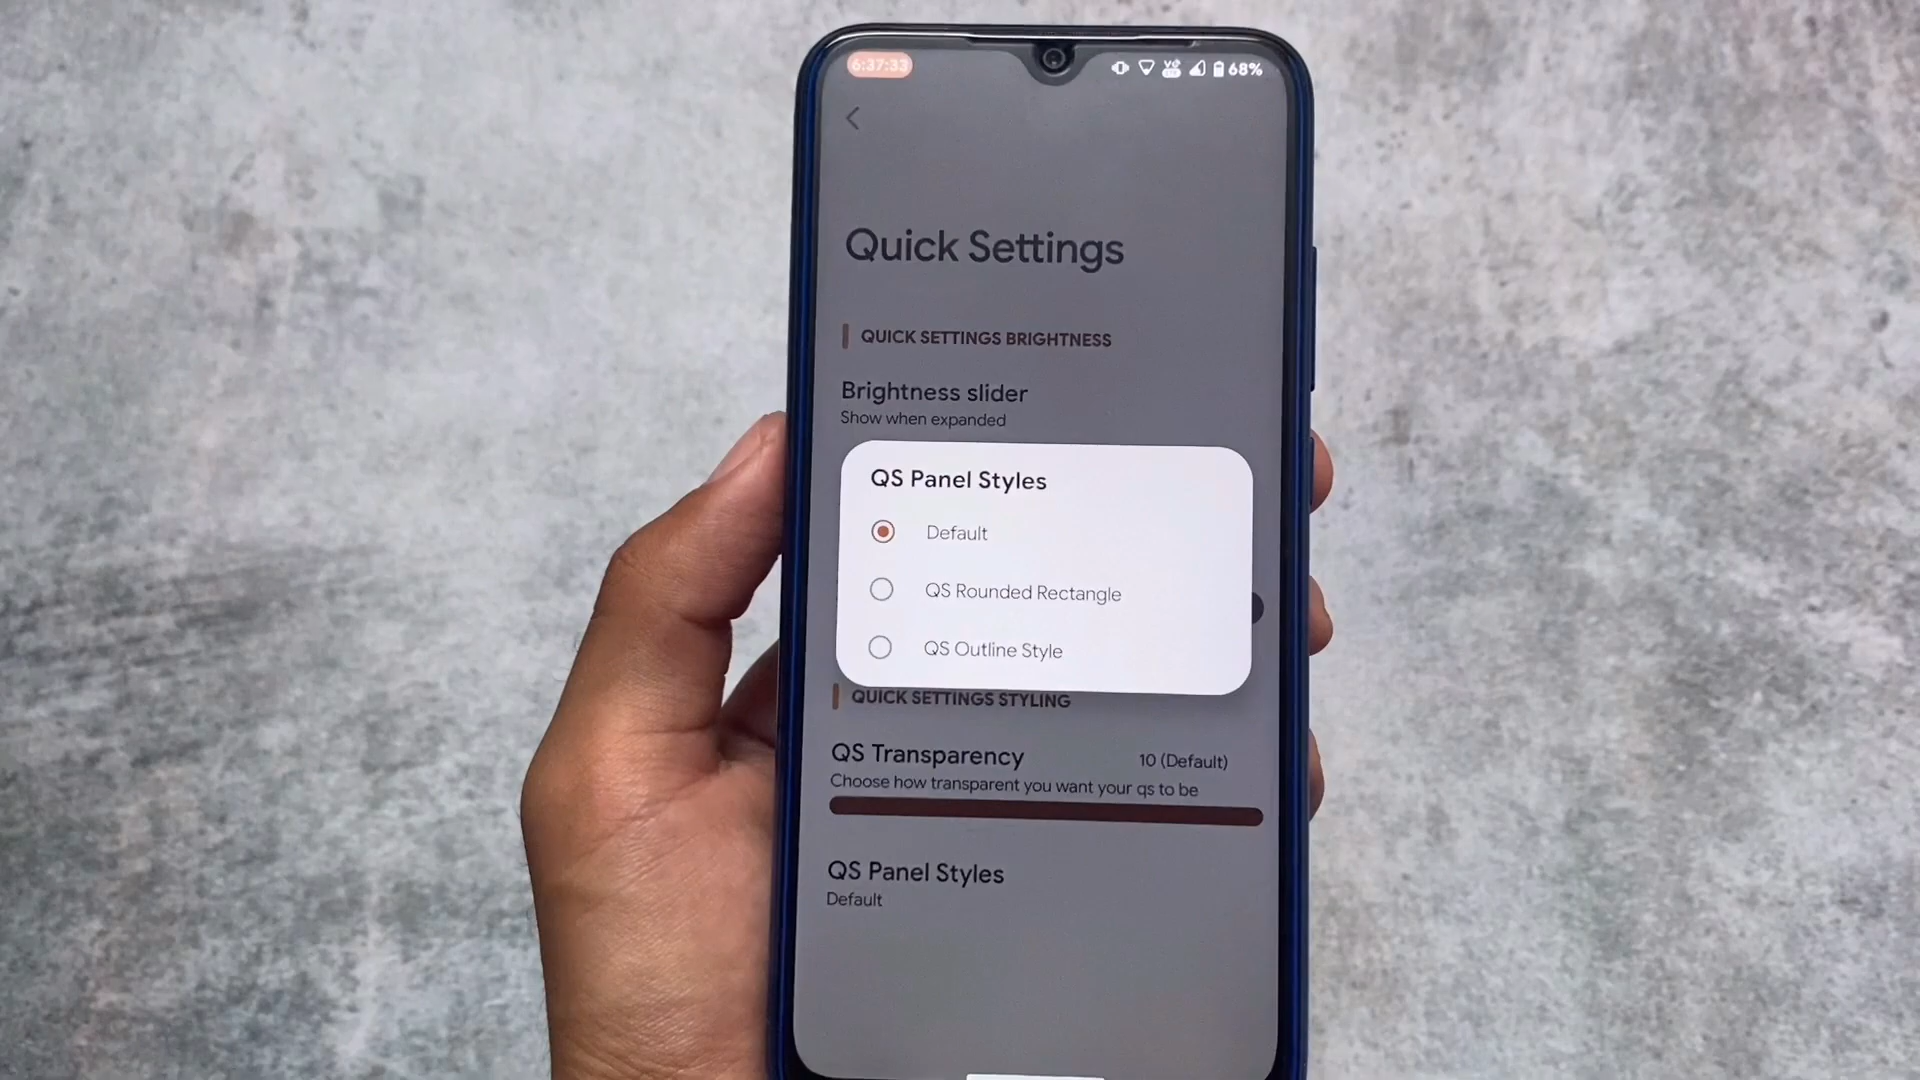 6:37:33
68%
Quick Settings
QUICK SETTINGS BRIGHTNESS
Brightness slider
Show when expanded
QS Panel Styles
Default
QS Rounded Rectangle
QS Outline Style
QUICK SETTINGS STYLING
QS Transparency
10 (Default)
Choose how transparent you want your qs to be
QS Panel Styles
Default